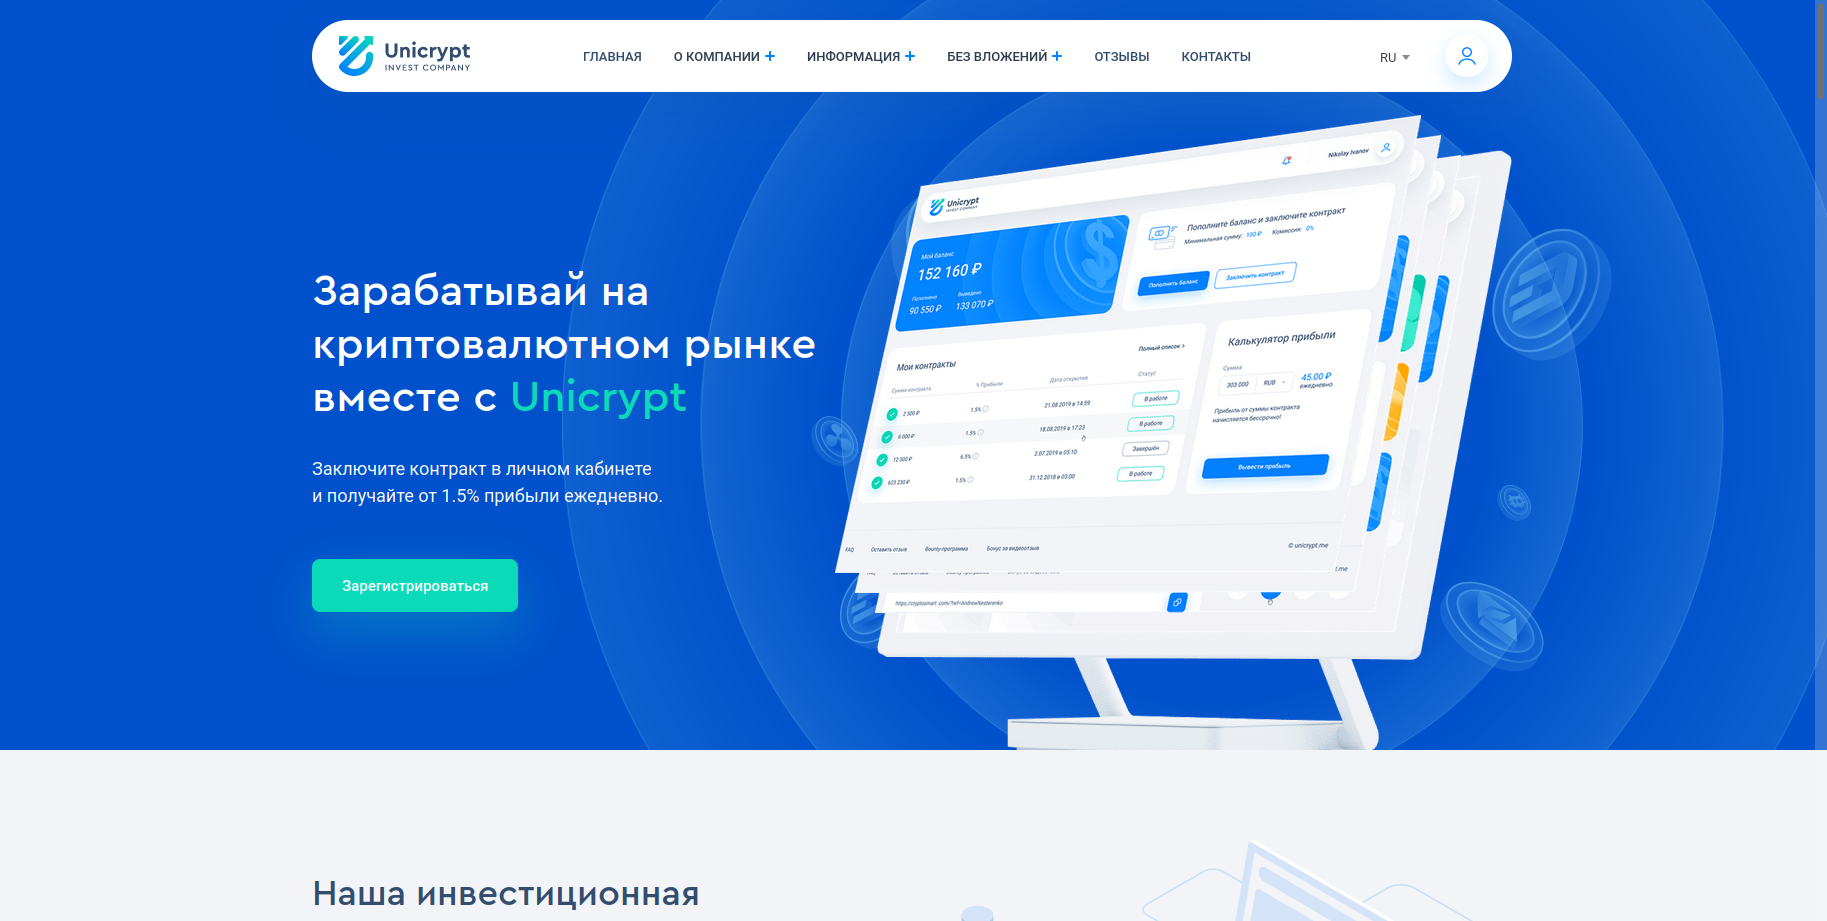 Unicrypt
INVEST COMPANY
ГЛАВНАЯ
О КОМПАНИИ +
ИНФОРМАЦИЯ +
БЕЗ ВЛОЖЕНИЙ +
ОТЗЫВЫ
КОНТАКТЫ
RU
Зарабатывай на
криптовалютном рынке
вместе с Unicrypt
Заключите контракт в личном кабинете
и получайте от 1.5% прибыли ежедневно.
Зарегистрироваться
Nikolay Ivanov
Unicrypt
INVEST COMPANY
Мой баланс
152 160 ₽
Пополнено
Выведено
90 550 ₽
133 070 ₽
Пополните баланс и заключите контракт
Минимальная сумму: 100 ₽ Комиссия: 0%
Пополнить баланс
Заключить контракт
Мои контракты
Полный список >
Сумма контракта
% Прибыли
Дата открытия
Статус
2 500 ₽ 1.5% 21.08.2019 в 14:59 В работе
6 000 ₽ 1.5% 18.08.2019 в 17:23 В работе
12 300 ₽ 6.5% 2.07.2019 в 05:10 Завершён
623 230 ₽ 1.5% 31.12.2018 в 03:00 В работе
Калькулятор прибыли
Сумма
303 000 RUB
45.00 ₽
ежедневно
Прибыль от суммы контракта
начисляется бессрочно!
Вывести прибыль
FAQ
Оставить отзыв
Bounty-программа
Бонус за видеоотзыв
© unicrypt.me
t.me
https://cryptosmart.com/?ref=AndrewNesterenko
Наша инвестиционная